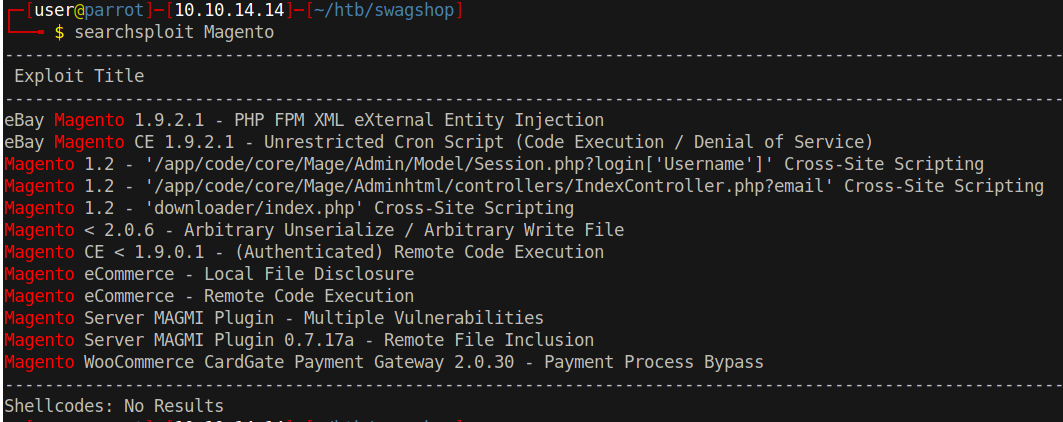 ┌─[user@parrot]─[10.10.14.14]─[~/htb/swagshop]
└──╼ $ searchsploit Magento
--------------------------------------------------------------------------------------------------------------
Exploit Title
--------------------------------------------------------------------------------------------------------------
eBay Magento 1.9.2.1 - PHP FPM XML eXternal Entity Injection
eBay Magento CE 1.9.2.1 - Unrestricted Cron Script (Code Execution / Denial of Service)
Magento 1.2 - '/app/code/core/Mage/Admin/Model/Session.php?login['Username']' Cross-Site Scripting
Magento 1.2 - '/app/code/core/Mage/Adminhtml/controllers/IndexController.php?email' Cross-Site Scripting
Magento 1.2 - 'downloader/index.php' Cross-Site Scripting
Magento < 2.0.6 - Arbitrary Unserialize / Arbitrary Write File
Magento CE < 1.9.0.1 - (Authenticated) Remote Code Execution
Magento eCommerce - Local File Disclosure
Magento eCommerce - Remote Code Execution
Magento Server MAGMI Plugin - Multiple Vulnerabilities
Magento Server MAGMI Plugin 0.7.17a - Remote File Inclusion
Magento WooCommerce CardGate Payment Gateway 2.0.30 - Payment Process Bypass
--------------------------------------------------------------------------------------------------------------
Shellcodes: No Results